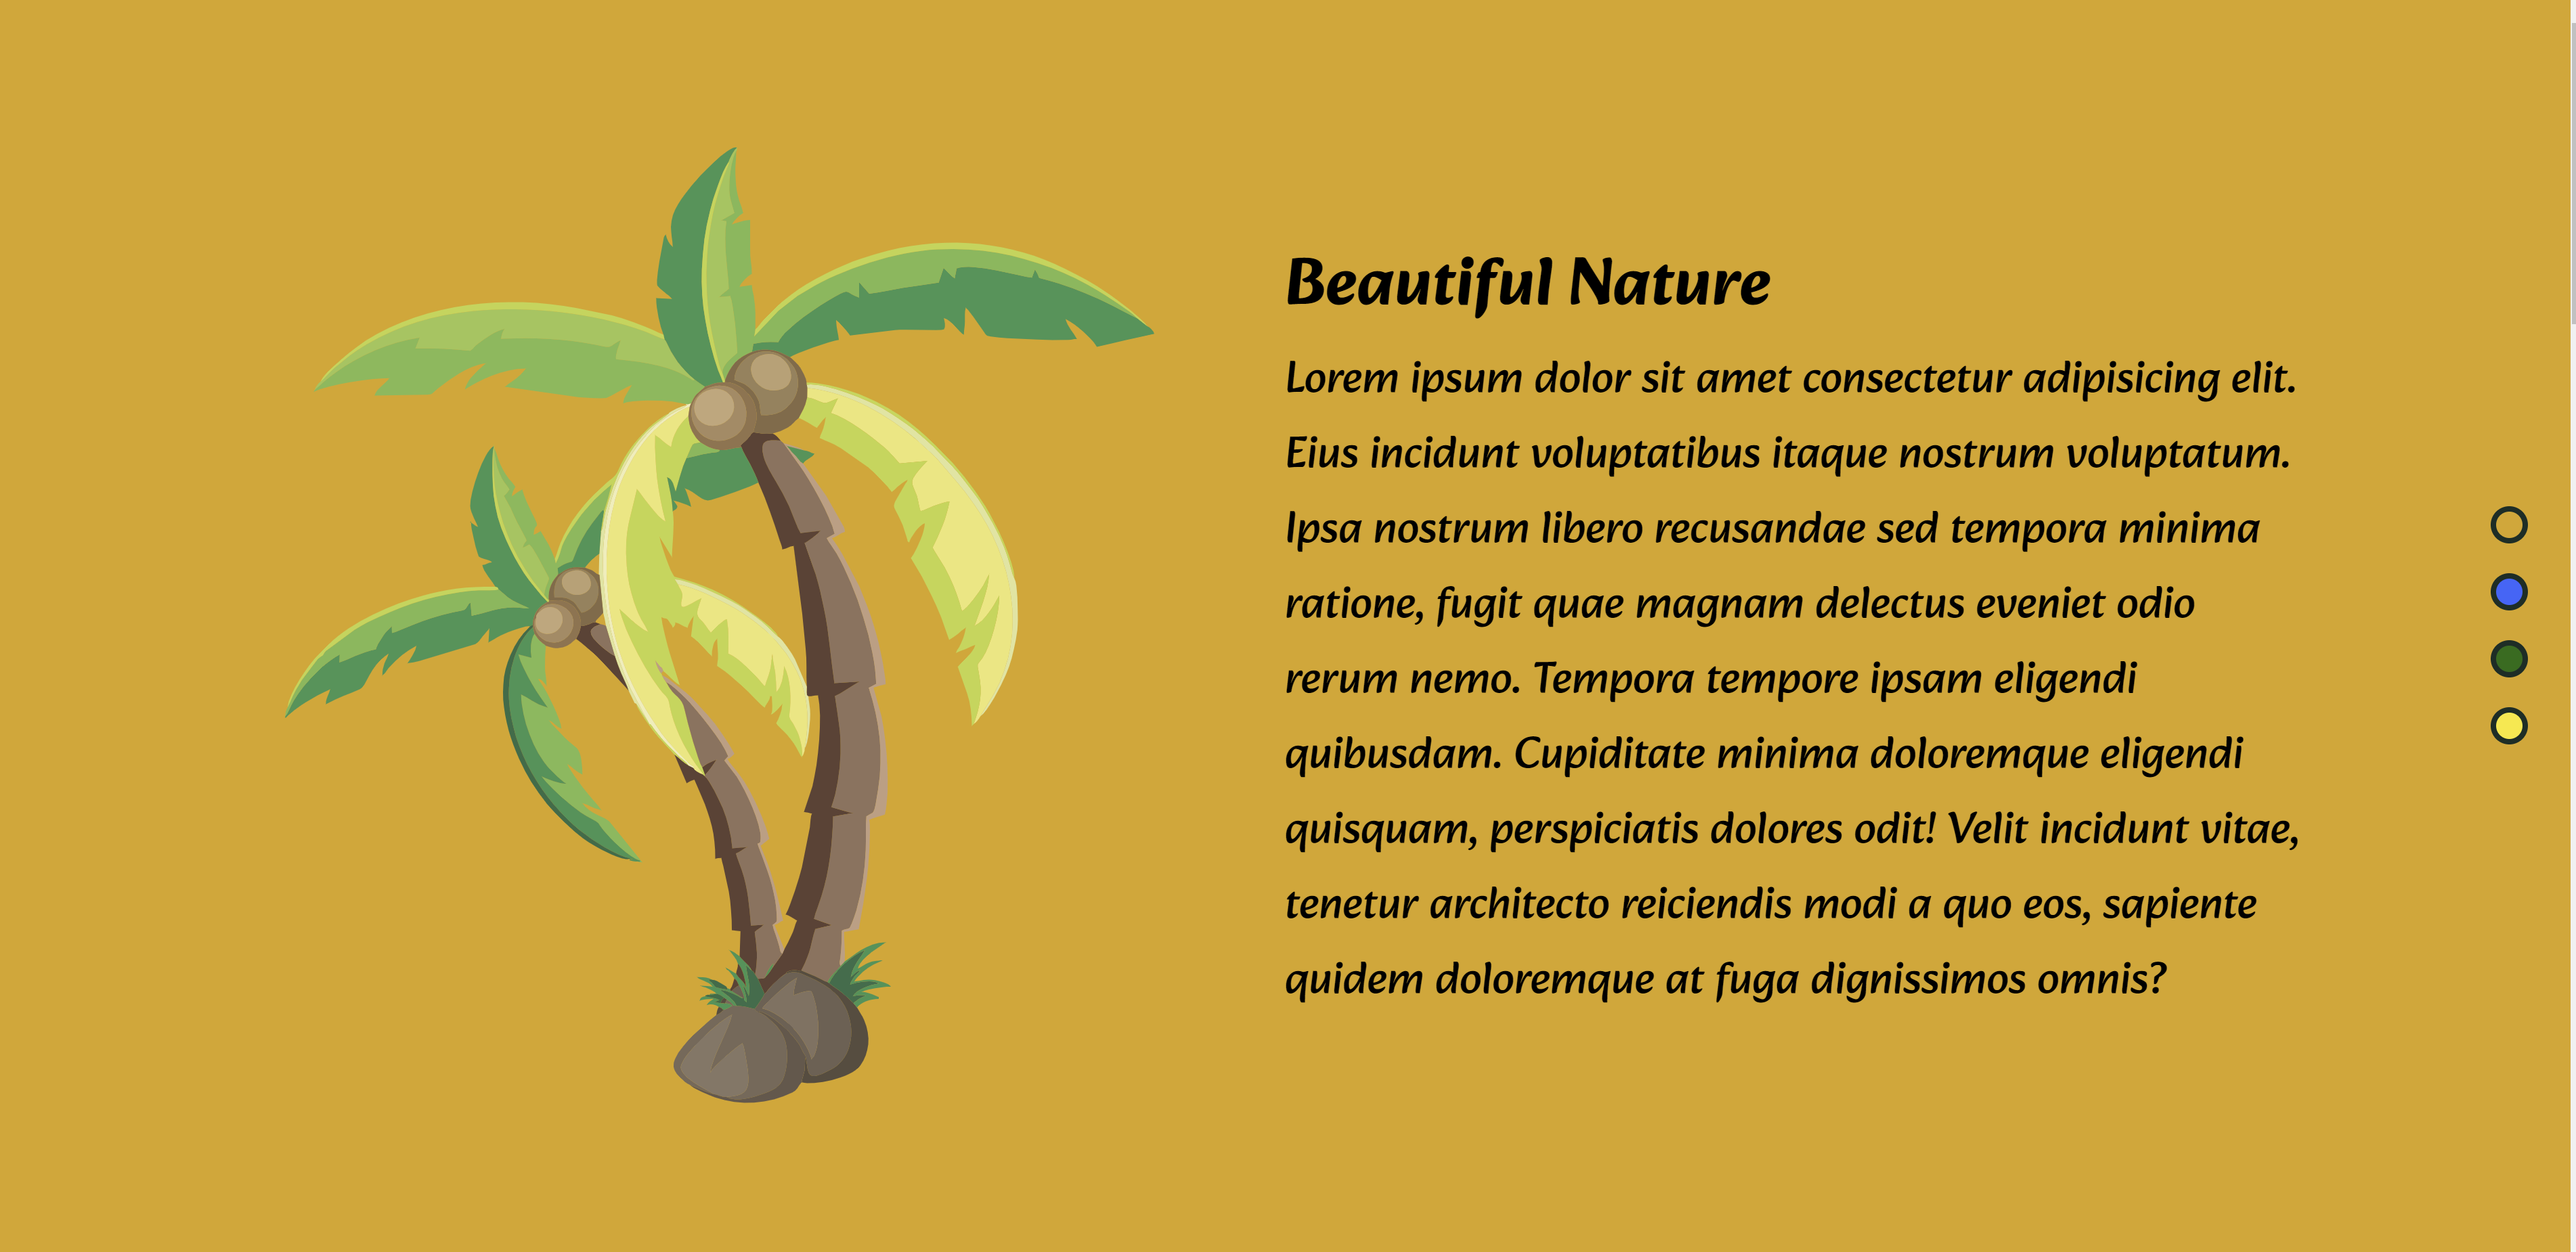 Beautiful Nature
Lorem ipsum dolor sit amet consectetur adipisicing elit.
Eius incidunt voluptatibus itaque nostrum voluptatum.
Ipsa nostrum libero recusandae sed tempora minima
ratione, fugit quae magnam delectus eveniet odio
rerum nemo. Tempora tempore ipsam eligendi
quibusdam. Cupiditate minima doloremque eligendi
quisquam, perspiciatis dolores odit! Velit incidunt vitae,
tenetur architecto reiciendis modi a quo eos, sapiente
quidem doloremque at fuga dignissimos omnis?